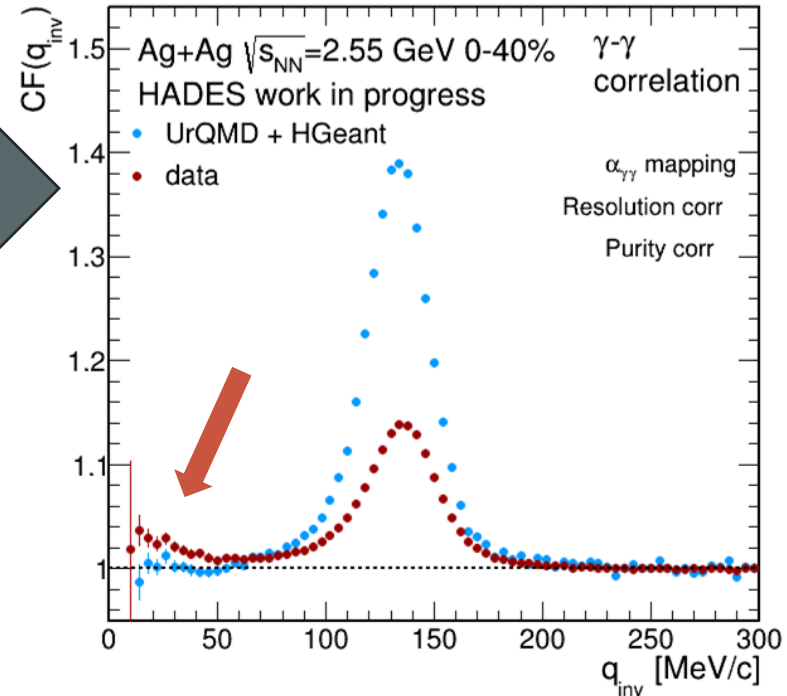 CF(q_inv)
Ag+Ag √s_NN=2.55 GeV 0-40%
γ-γ
correlation
HADES work in progress
UrQMD + HGeant
data
α_γγ mapping
Resolution corr
Purity corr
1.5
1.4
1.3
1.2
1.1
1
0 50 100 150 200 250 300
q_inv [MeV/c]